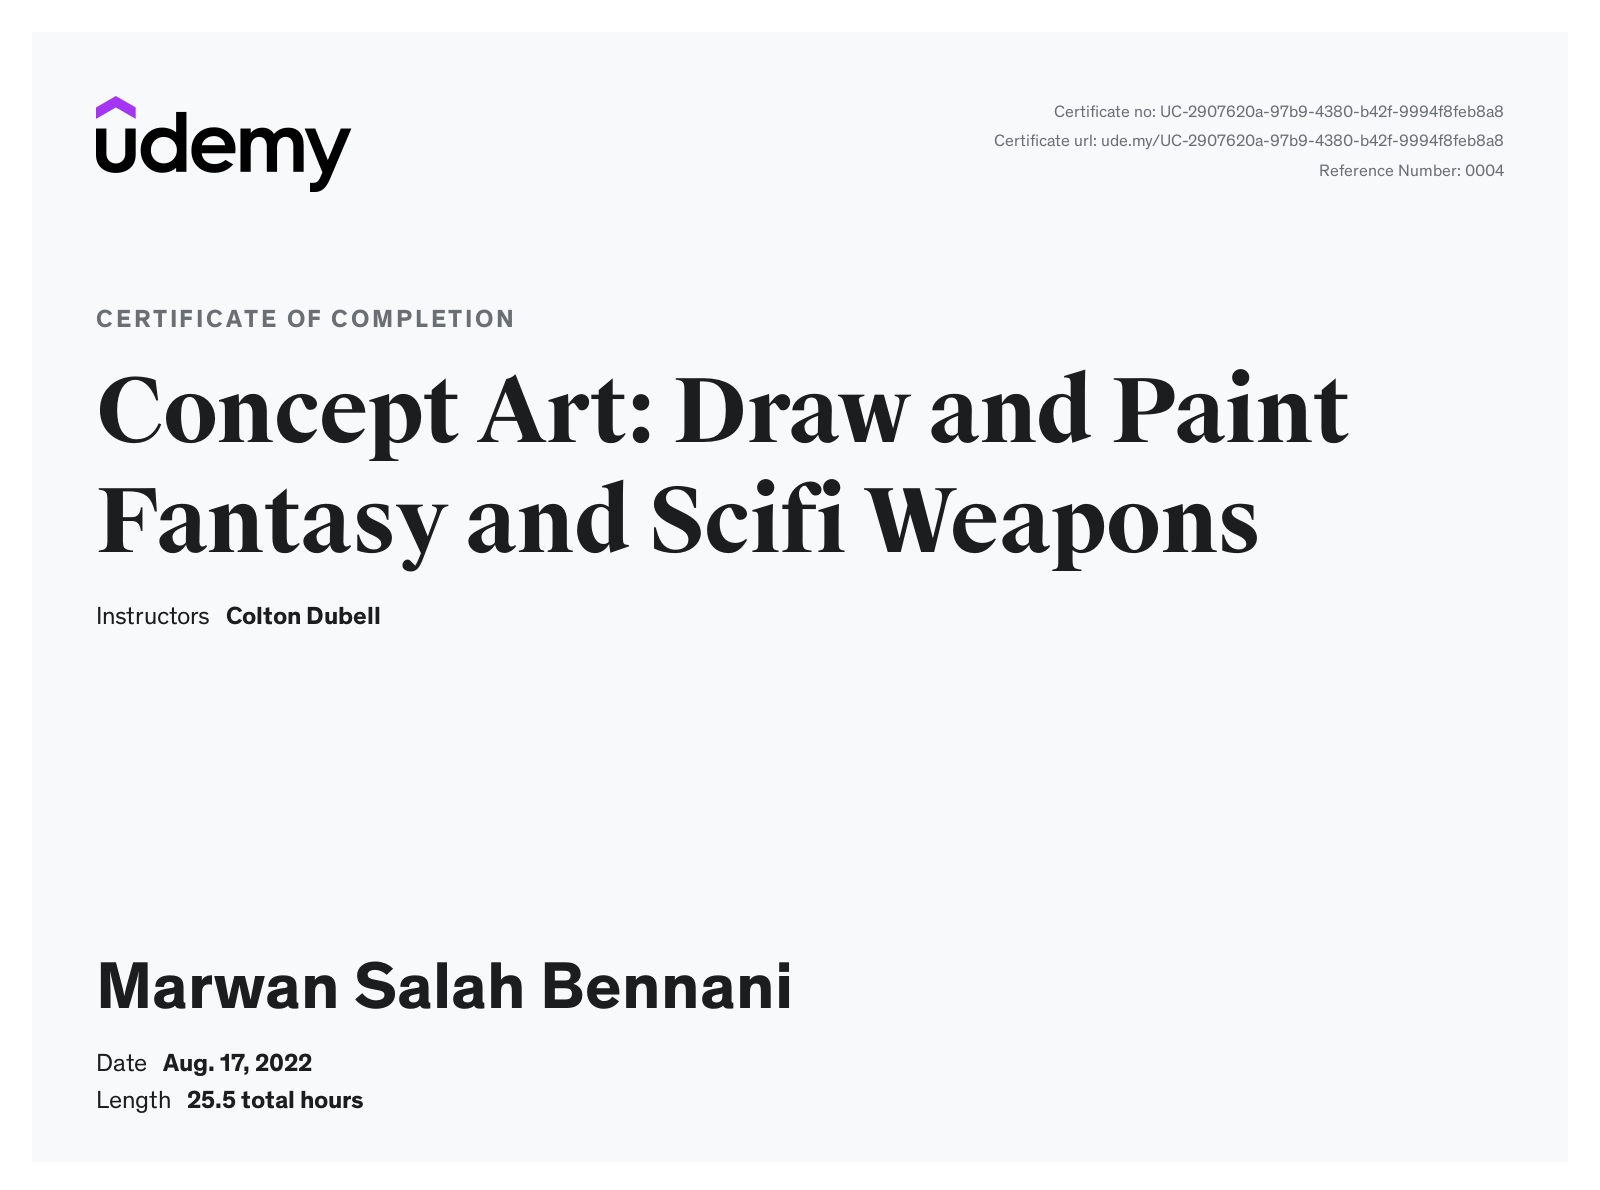 udemy
Certificate no: UC-2907620a-97b9-4380-b42f-9994f8feb8a8
Certificate url: ude.my/UC-2907620a-97b9-4380-b42f-9994f8feb8a8
Reference Number: 0004
CERTIFICATE OF COMPLETION
Concept Art: Draw and Paint
Fantasy and Scifi Weapons
Instructors Colton Dubell
Marwan Salah Bennani
Date Aug. 17, 2022
Length 25.5 total hours